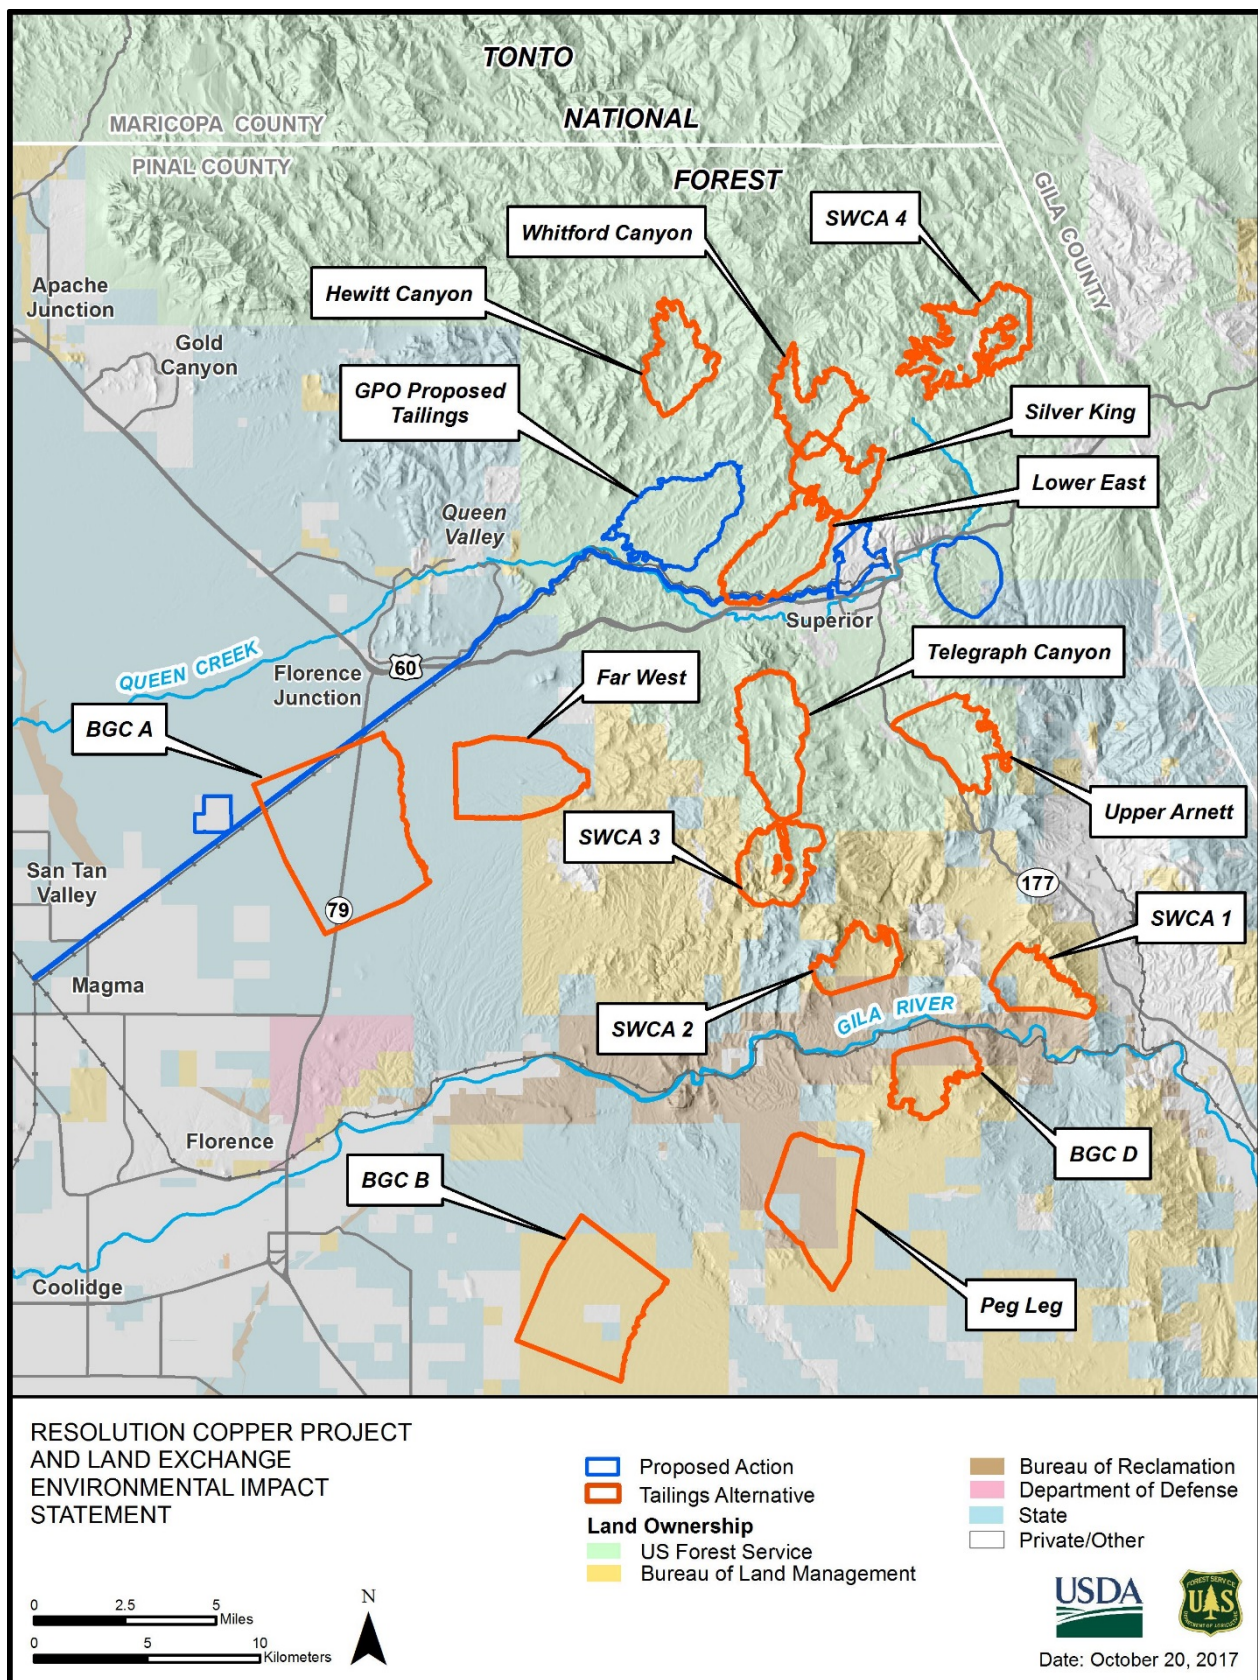 TONTO
NATIONAL
FOREST
MARICOPA COUNTY
PINAL COUNTY
GILA COUNTY
Whitford Canyon
SWCA 4
Hewitt Canyon
Apache
Junction
Gold
Canyon
GPO Proposed
Tailings
Silver King
Lower East
Queen
Valley
Superior
QUEEN CREEK
Florence
Junction
60
Telegraph Canyon
Far West
BGC A
Upper Arnett
SWCA 3
San Tan
Valley
79
177
SWCA 1
Magma
SWCA 2
GILA RIVER
Florence
BGC B
BGC D
Coolidge
Peg Leg
RESOLUTION COPPER PROJECT
AND LAND EXCHANGE
ENVIRONMENTAL IMPACT
STATEMENT
0 2.5 5
Miles
0 5 10
Kilometers
N
Proposed Action
Tailings Alternative
Land Ownership
US Forest Service
Bureau of Land Management
Bureau of Reclamation
Department of Defense
State
Private/Other
USDA
FOREST SERVICE
U S
DEPARTMENT OF AGRICULTURE
Date: October 20, 2017